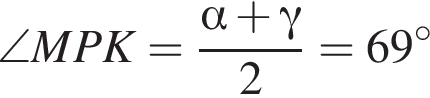 ∠MPK = (α + γ)/2 = 69°